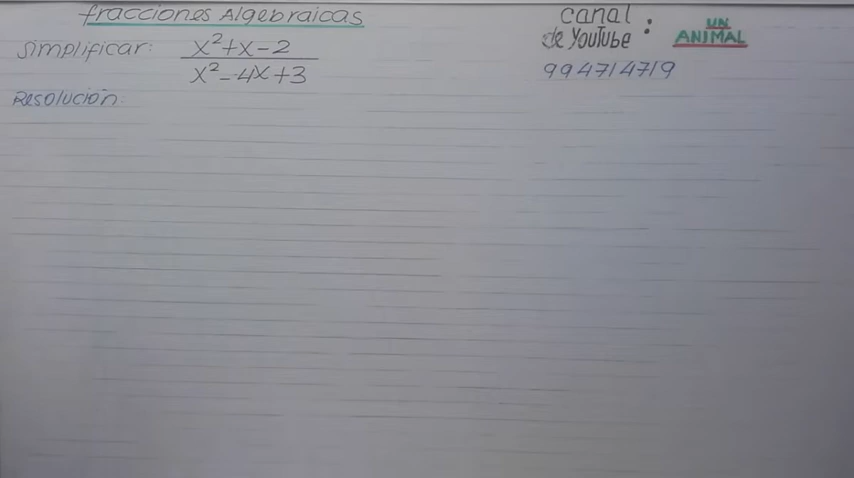 fracciones Algebraicas
Simplificar: x²+x-2
x²-4x+3
Resolución:
canal
de YouTube :
UN
ANIMAL
994714719